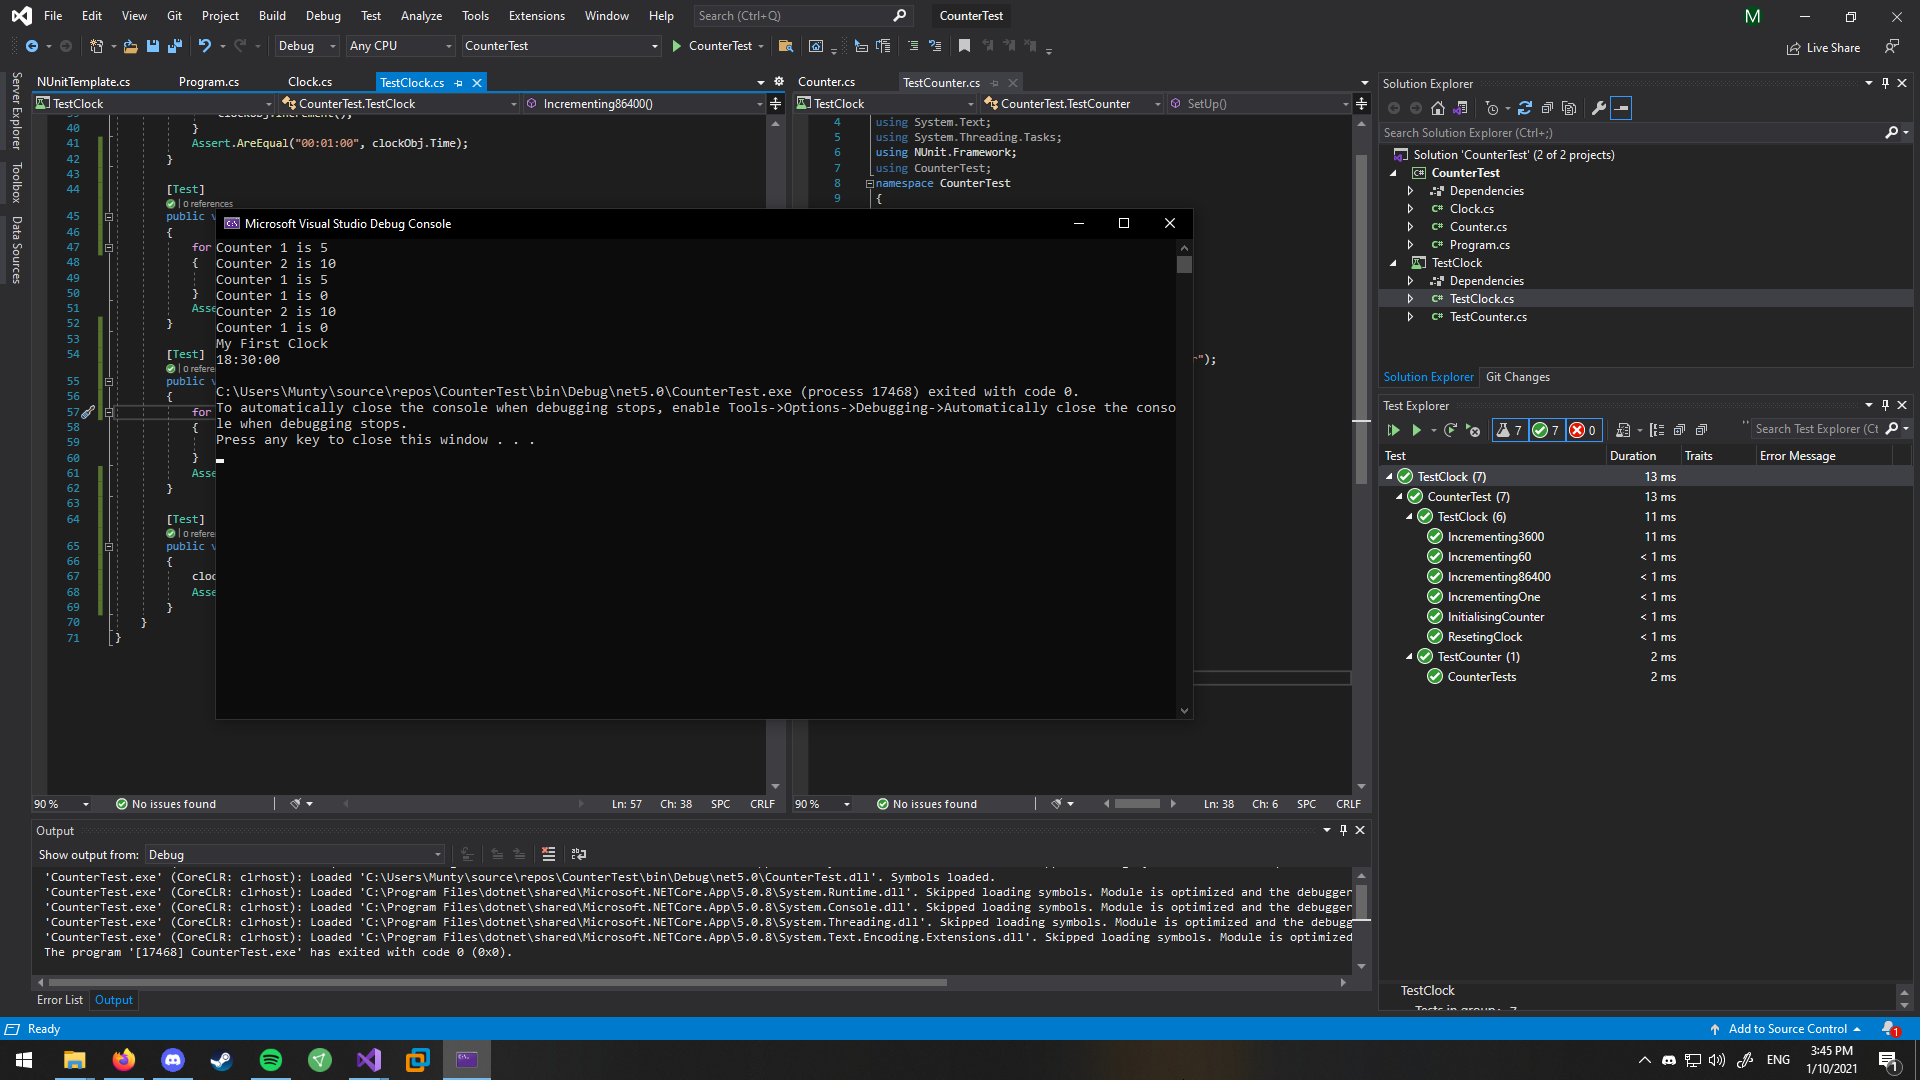 File Edit View Git Project Build Debug Test Analyze Tools Extensions Window Help Search (Ctrl+Q) CounterTest M
Debug Any CPU CounterTest CounterTest Live Share
Server Explorer
Toolbox
Data Sources
NUnitTemplate.cs Program.cs Clock.cs TestClock.cs
TestClock CounterTest.TestClock Incrementing86400()
40 }
41 Assert.AreEqual("00:01:00", clockObj.Time);
42 }
43
44 [Test]
0 references
45 public v
46 {
47 for
48 {
49
50 }
51 Asse
52 }
53
54 [Test]
0 refere
55 public v
56 {
57 for
58 {
59
60 }
61 Asse
62 }
63
64 [Test]
0 refere
65 public v
66 {
67 cloc
68 Asse
69 }
70 }
71 }
90 % No issues found Ln: 57 Ch: 38 SPC CRLF
Counter.cs TestCounter.cs
TestClock CounterTest.TestCounter SetUp()
4 using System.Text;
5 using System.Threading.Tasks;
6 using NUnit.Framework;
7 using CounterTest;
8 namespace CounterTest
9 {
");
90 % No issues found Ln: 38 Ch: 6 SPC CRLF
Microsoft Visual Studio Debug Console
Counter 1 is 5
Counter 2 is 10
Counter 1 is 5
Counter 1 is 0
Counter 2 is 10
Counter 1 is 0
My First Clock
18:30:00
C:\Users\Munty\source\repos\CounterTest\bin\Debug\net5.0\CounterTest.exe (process 17468) exited with code 0.
To automatically close the console when debugging stops, enable Tools->Options->Debugging->Automatically close the conso
le when debugging stops.
Press any key to close this window . . .
Solution Explorer
Search Solution Explorer (Ctrl+;)
Solution 'CounterTest' (2 of 2 projects)
CounterTest
Dependencies
Clock.cs
Counter.cs
Program.cs
TestClock
Dependencies
TestClock.cs
TestCounter.cs
Solution Explorer Git Changes
Test Explorer
7 7 0 Search Test Explorer (Ct
Test Duration Traits Error Message
TestClock (7) 13 ms
CounterTest (7) 13 ms
TestClock (6) 11 ms
Incrementing3600 11 ms
Incrementing60 < 1 ms
Incrementing86400 < 1 ms
IncrementingOne < 1 ms
InitialisingCounter < 1 ms
ResetingClock < 1 ms
TestCounter (1) 2 ms
CounterTests 2 ms
TestClock
Tests in group: 7
Output
Show output from: Debug
'CounterTest.exe' (CoreCLR: clrhost): Loaded 'C:\Users\Munty\source\repos\CounterTest\bin\Debug\net5.0\CounterTest.dll'. Symbols loaded.
'CounterTest.exe' (CoreCLR: clrhost): Loaded 'C:\Program Files\dotnet\shared\Microsoft.NETCore.App\5.0.8\System.Runtime.dll'. Skipped loading symbols. Module is optimized and the debugger
'CounterTest.exe' (CoreCLR: clrhost): Loaded 'C:\Program Files\dotnet\shared\Microsoft.NETCore.App\5.0.8\System.Console.dll'. Skipped loading symbols. Module is optimized and the debugger
'CounterTest.exe' (CoreCLR: clrhost): Loaded 'C:\Program Files\dotnet\shared\Microsoft.NETCore.App\5.0.8\System.Threading.dll'. Skipped loading symbols. Module is optimized and the debugg
'CounterTest.exe' (CoreCLR: clrhost): Loaded 'C:\Program Files\dotnet\shared\Microsoft.NETCore.App\5.0.8\System.Text.Encoding.Extensions.dll'. Skipped loading symbols. Module is optimized
The program '[17468] CounterTest.exe' has exited with code 0 (0x0).
Error List Output
Ready Add to Source Control 1
ENG 3:45 PM
1/10/2021 1